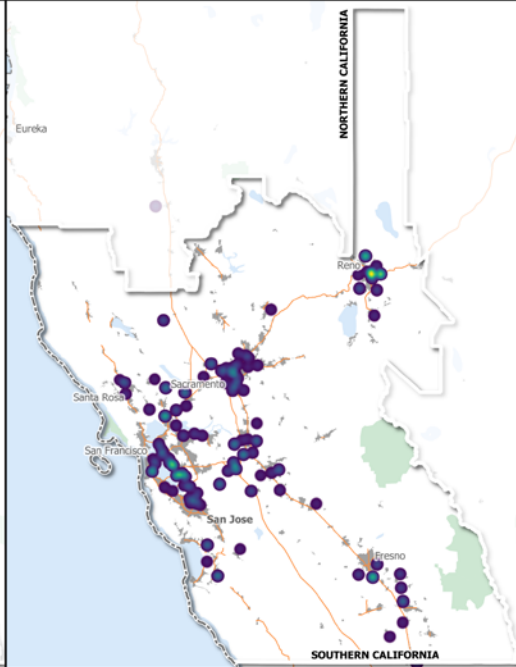 NORTHERN CALIFORNIA
Eureka
Reno
Sacramento
Santa Rosa
San Francisco
San Jose
Fresno
SOUTHERN CALIFORNIA